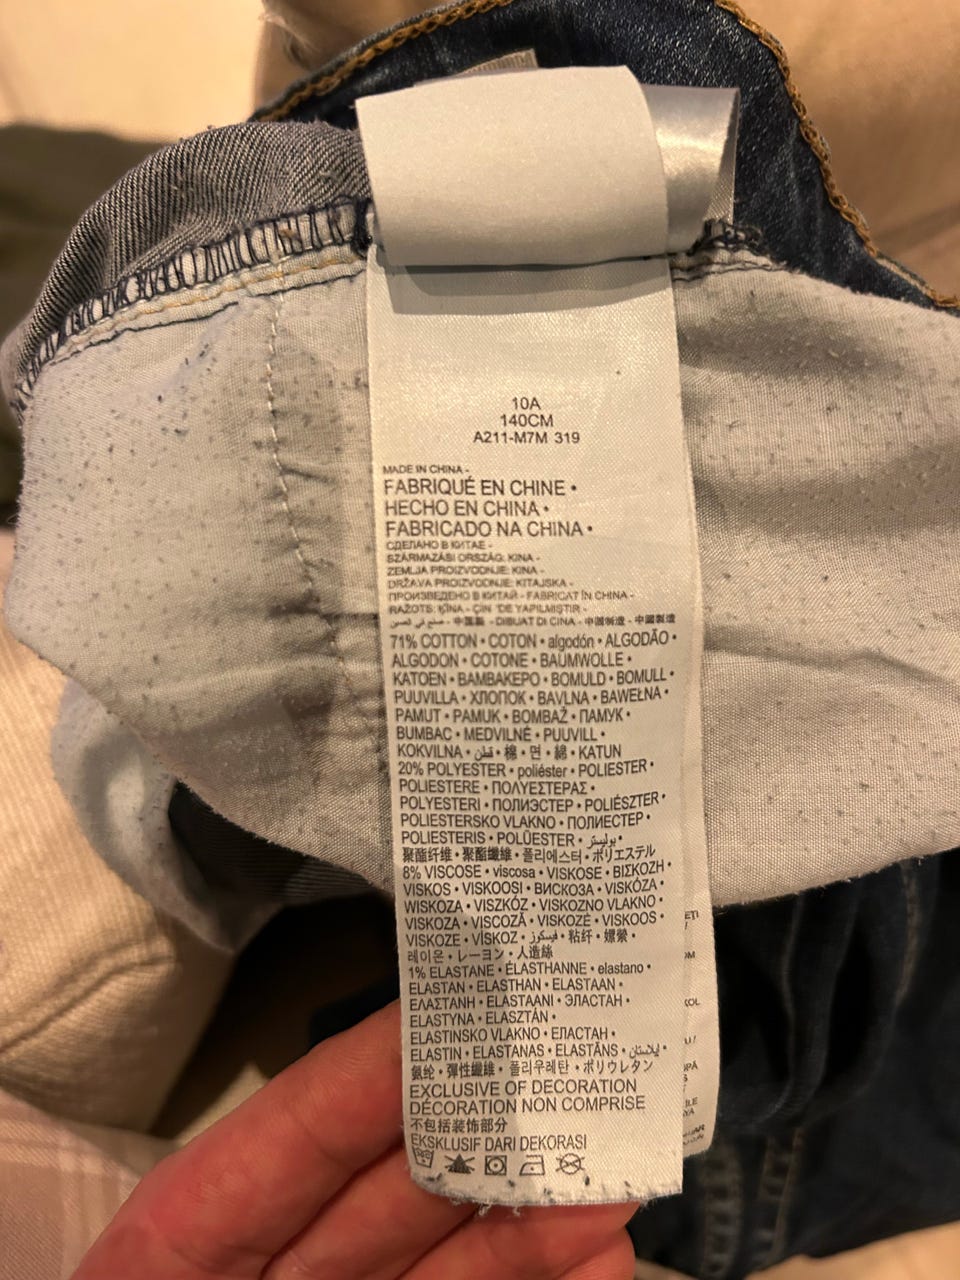 10A
140CM
A211-M7M 319
MADE IN CHINA -
FABRIQUÉ EN CHINE •
HECHO EN CHINA •
FABRICADO NA CHINA •
СДЕЛАНО В КИТАЕ -
SZÁRMAZÁSI ORSZÁG: KÍNA -
ZEMLJA PROIZVODNJE: KINA -
DRŽAVA PROIZVODNJE: KITAJSKA -
ПРОИЗВЕДЕНО В КИТАЙ - FABRICAT ÎN CHINA -
RAŽOTS: ĶĪNA - ÇİN 'DE YAPILMIŞTIR -
صنع في الصين - 中国製 - DIBUAT DI CINA - 中国制造 - 中國製造
71% COTTON • COTON • algodón • ALGODÃO •
ALGODON • COTONE • BAUMWOLLE •
KATOEN • ΒΑΜΒΑΚΕΡΟ • BOMULD • BOMULL •
PUUVILLA • ХЛОПОК • BAVLNA • BAWEŁNA •
PAMUT • PAMUK • BOMBAŽ • ПАМУК •
BUMBAC • MEDVILNĖ • PUUVILL •
KOKVILNA • قطن • 棉 • 면 • 綿 • KATUN
20% POLYESTER • poliéster • POLIESTER •
POLIESTERE • ΠΟΛΥΕΣΤΕΡΑΣ •
POLYESTERI • ПОЛИЭСТЕР • POLIÉSZTER •
POLIESTERSKO VLAKNO • ПОЛИЕСТЕР •
POLIESTERIS • POLÜESTER • بوليستر •
聚酯纤维 • 聚酯纖維 • 폴리에스터 • ポリエステル
8% VISCOSE • viscosa • VISKOSE • ΒΙΣΚΟΖΗ •
VISKOS • VISKOOSI • ВИСКОЗА • VISKÓZA •
WISKOZA • VISZKÓZ • VISKOZNO VLAKNO •
VISKOZA • VISCOZĂ • VISKOZĖ • VISKOOS •
VISKOZE • VİSKOZ • فيسكوز • 粘纤 • 嫘縈 •
레이온 • レーヨン • 人造絲
1% ELASTANE • ÉLASTHANNE • elastano •
ELASTAN • ELASTHAN • ELASTAAN •
ΕΛΑΣΤΑΝΗ • ELASTAANI • ЭЛАСТАН •
ELASTYNA • ELASZTÁN •
ELASTINSKO VLAKNO • ЕЛАСТАН •
ELASTIN • ELASTANAS • ELASTĀNS • إيلاستان •
氨纶 • 彈性纖維 • 폴리우레탄 • ポリウレタン
EXCLUSIVE OF DECORATION
DÉCORATION NON COMPRISE
不包括装饰部分
EKSKLUSIF DARI DEKORASI